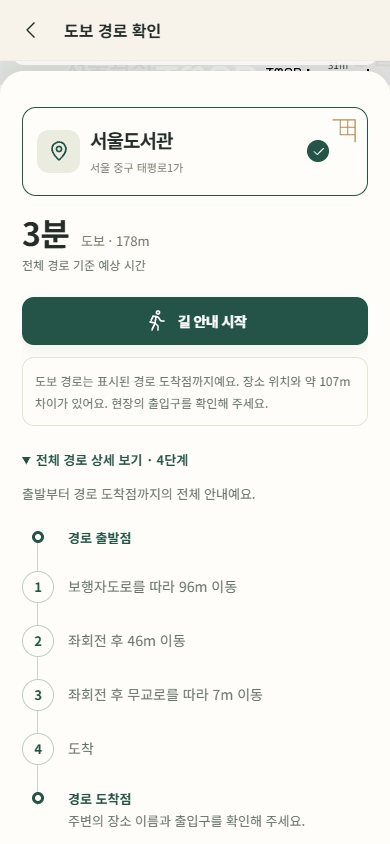 도보 경로 확인
TMAP
31m
서울도서관
서울 중구 태평로1가
3분 도보 · 178m
전체 경로 기준 예상 시간
길 안내 시작
도보 경로는 표시된 경로 도착점까지예요. 장소 위치와 약 107m
차이가 있어요. 현장의 출입구를 확인해 주세요.
▼ 전체 경로 상세 보기 · 4단계
출발부터 경로 도착점까지의 전체 안내예요.
경로 출발점
1 보행자도로를 따라 96m 이동
2 좌회전 후 46m 이동
3 좌회전 후 무교로를 따라 7m 이동
4 도착
경로 도착점
주변의 장소 이름과 출입구를 확인해 주세요.